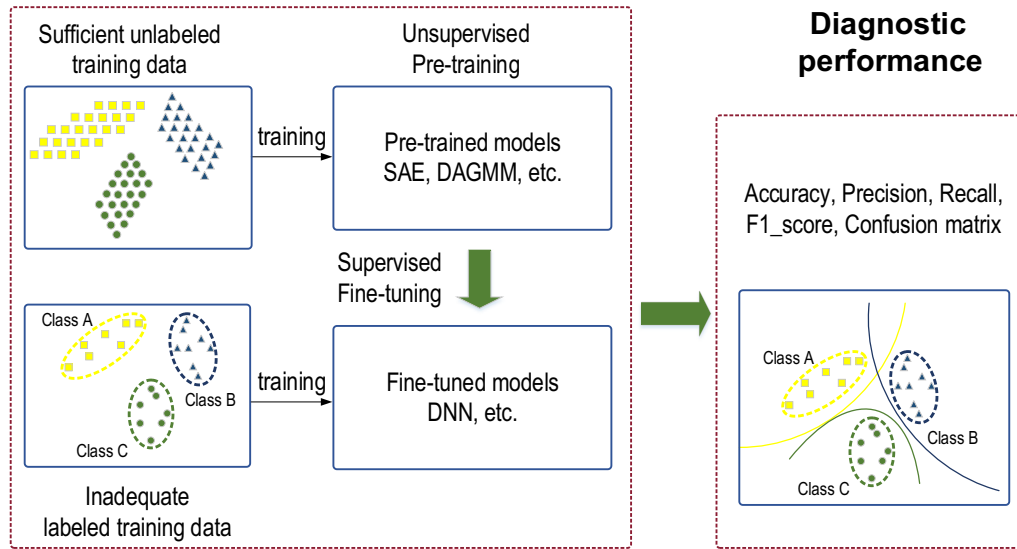 Sufficient unlabeled
training data
training
Unsupervised
Pre-training
Pre-trained models
SAE, DAGMM, etc.
Supervised
Fine-tuning
Class A
Class B
Class C
training
Fine-tuned models
DNN, etc.
Inadequate
labeled training data
Diagnostic
performance
Accuracy, Precision, Recall,
F1_score, Confusion matrix
Class A
Class B
Class C